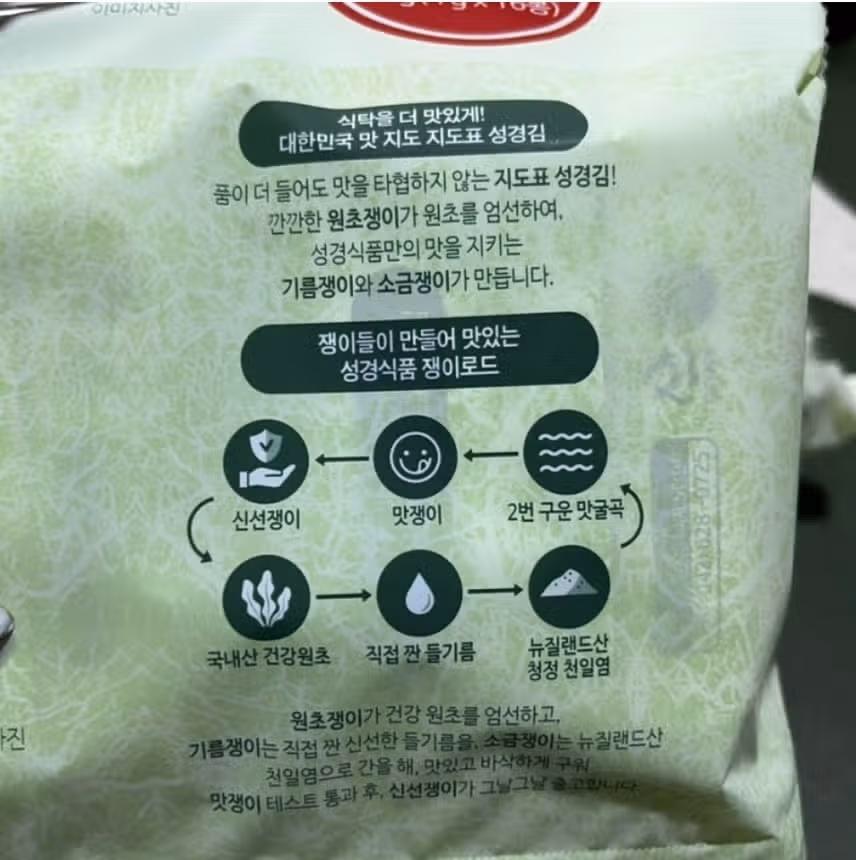 이미지사진
식탁을 더 맛있게!
대한민국 맛 지도 지도표 성경김
품이 더 들어도 맛을 타협하지 않는 지도표 성경김!
깐깐한 원초쟁이가 원초를 엄선하여,
성경식품만의 맛을 지키는
기름쟁이와 소금쟁이가 만듭니다.
쟁이들이 만들어 맛있는
성경식품 쟁이로드
신선쟁이
맛쟁이
2번 구운 맛굴곡
국내산 건강원초
직접 짠 들기름
뉴질랜드산
청정 천일염
원초쟁이가 건강 원초를 엄선하고,
기름쟁이는 직접 짠 신선한 들기름을, 소금쟁이는 뉴질랜드산
천일염으로 간을 해, 맛있고 바삭하게 구워
맛쟁이 테스트 통과 후, 신선쟁이가 그날그날 출고합니다.